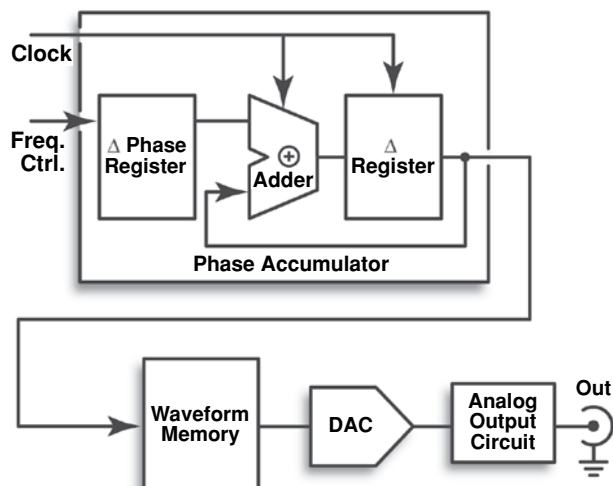 Clock
Freq.
Ctrl.
Δ Phase
Register
Adder
Δ
Register
Phase Accumulator
Waveform
Memory
DAC
Analog
Output
Circuit
Out